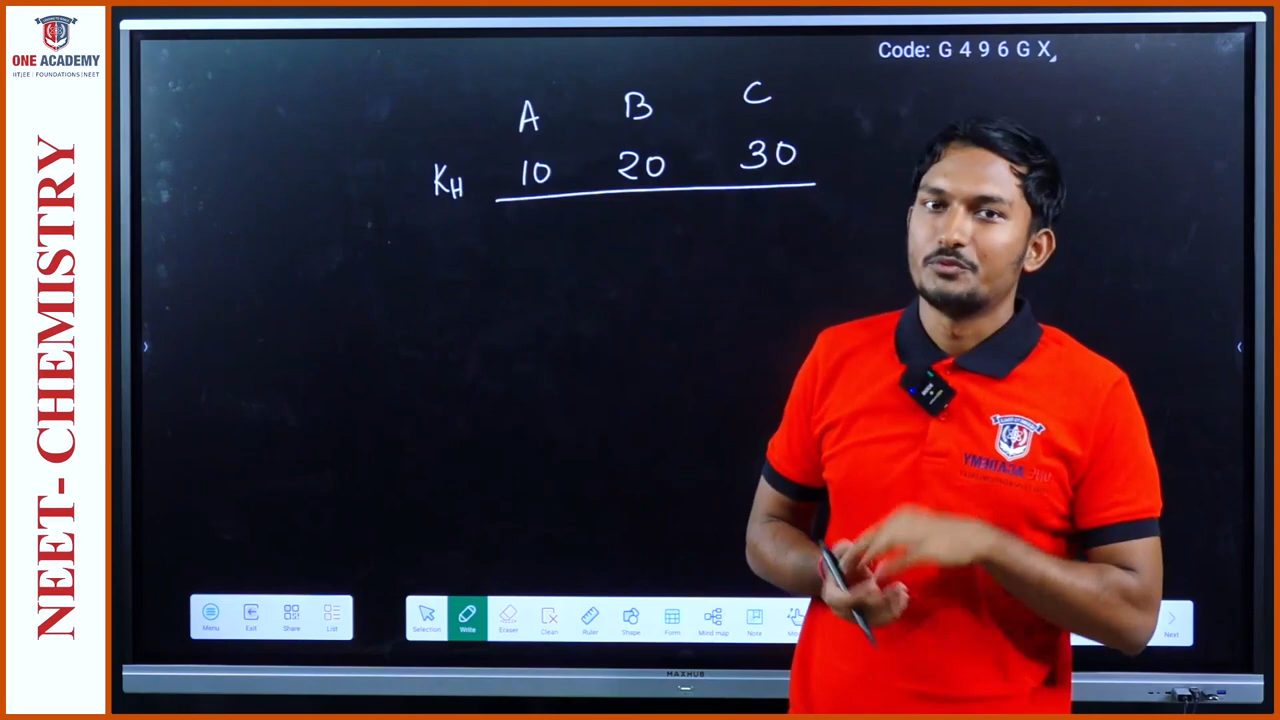 ONE ACADEMY
IIT|JEE | FOUNDATIONS | NEET
NEET- CHEMISTRY
Code: G 4 9 6 G X
A B C
KH 10 20 30
Menu Exit Share List
Selection Write Eraser Clean Ruler Shape Form Mind map Note
Next
MAXHUB